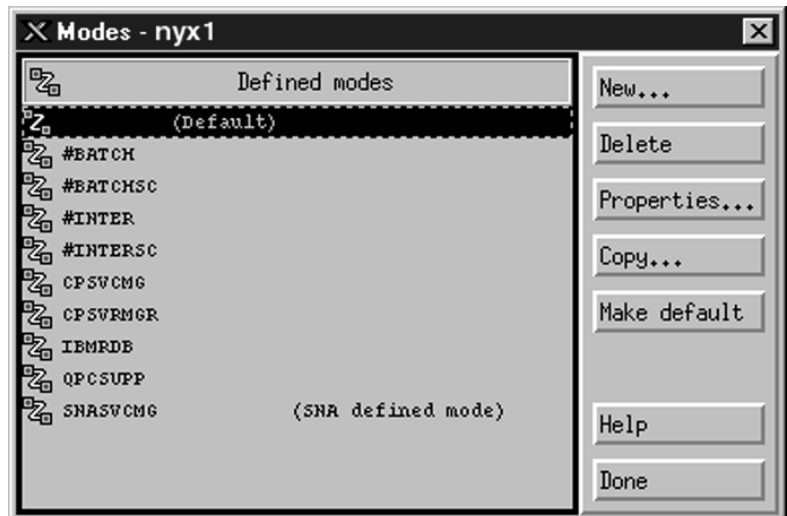 Modes - nyx1
Defined modes
(Default)
#BATCH
#BATCHSC
#INTER
#INTERSC
CPSVCMG
CPSVRMGR
IBMRDB
QPCSUPP
SNASVCMG (SNA defined mode)
New...
Delete
Properties...
Copy...
Make default
Help
Done